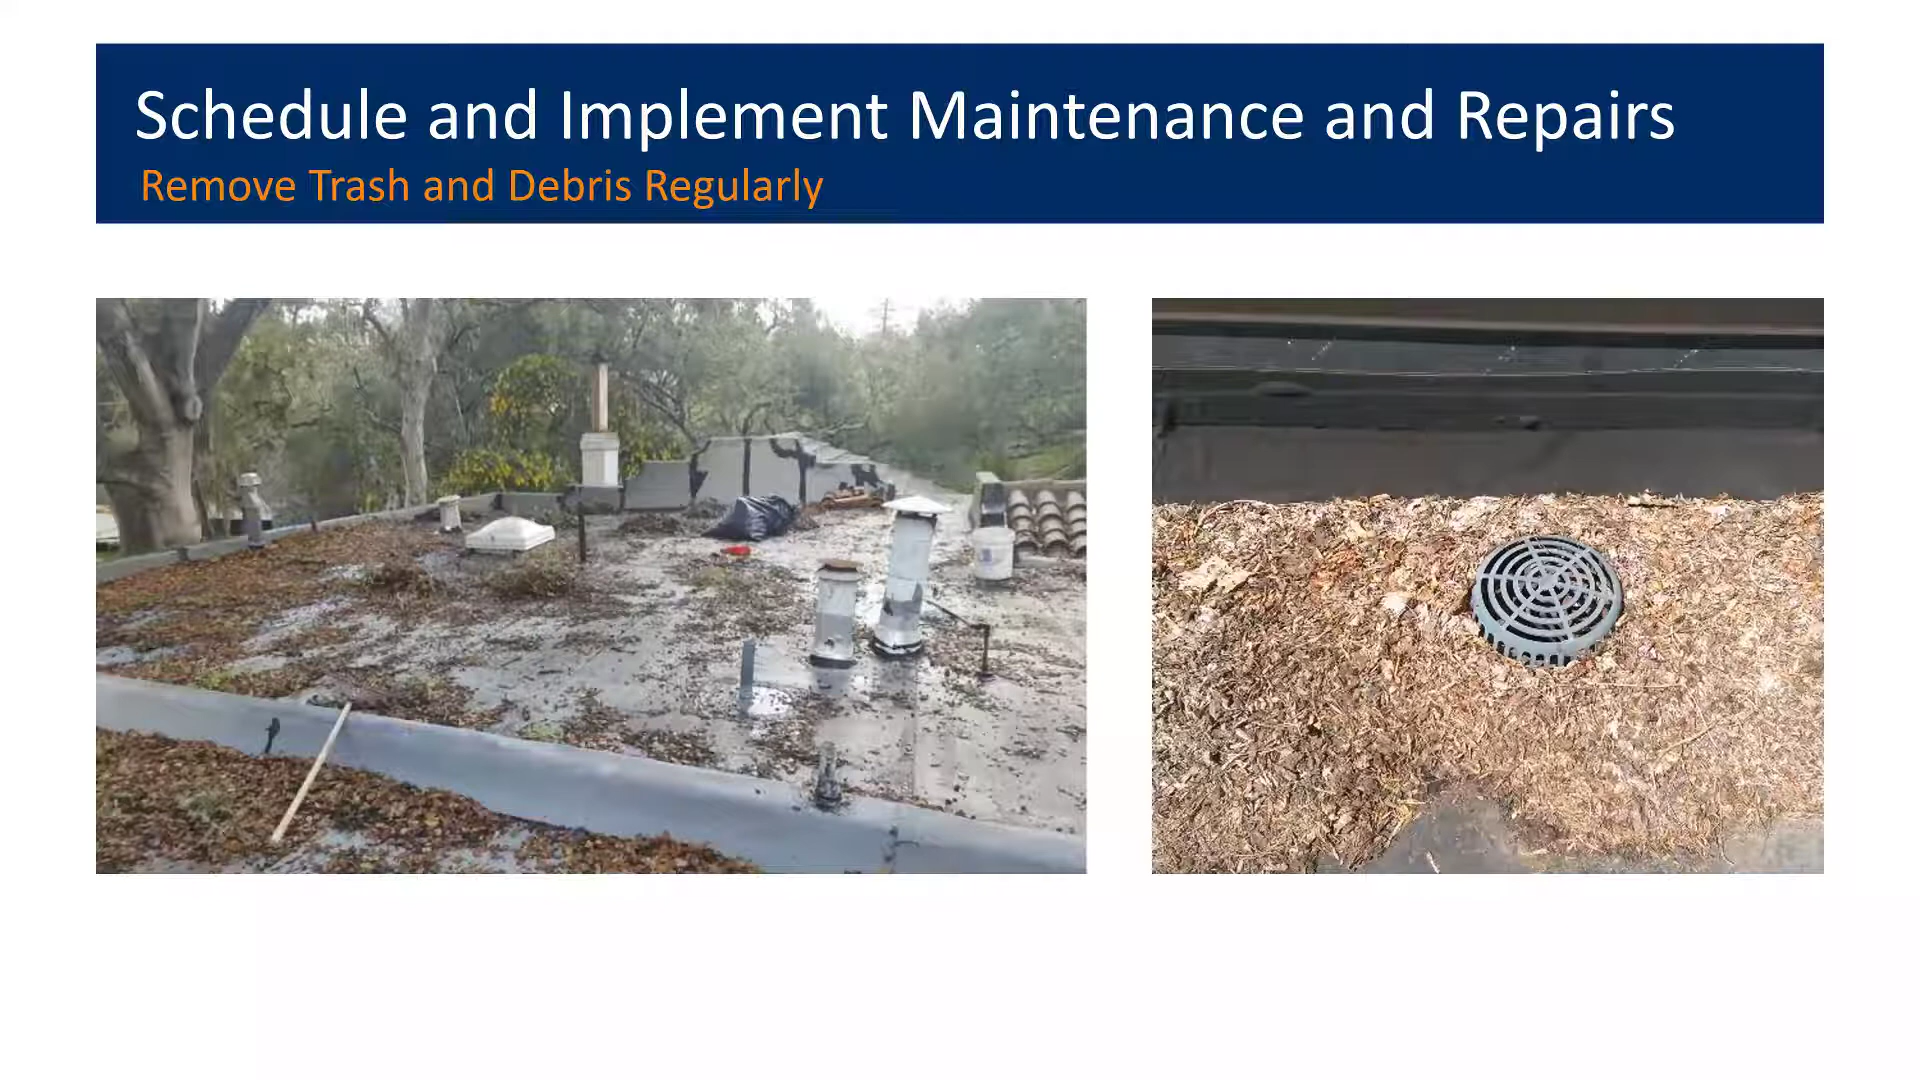 Schedule and Implement Maintenance and Repairs
Remove Trash and Debris Regularly